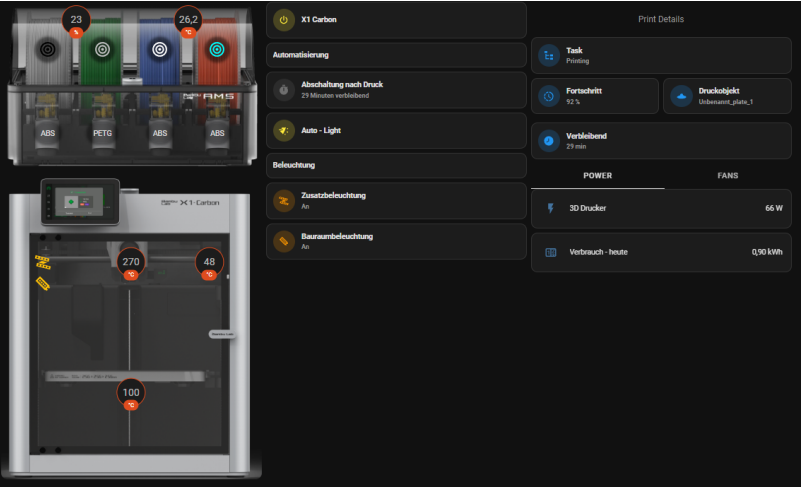 23
%
26,2
°C
AMS
ABS
PETG
ABS
ABS
X1-Carbon
270
°C
48
°C
100
°C
X1 Carbon
Automatisierung
Abschaltung nach Druck
29 Minuten verbleibend
Auto - Light
Beleuchtung
Zusatzbeleuchtung
An
Bauraumbeleuchtung
An
Print Details
Task
Printing
Fortschritt
92 %
Druckobjekt
Unbenannt_plate_1
Verbleibend
29 min
POWER
FANS
3D Drucker
66 W
Verbrauch - heute
0,90 kWh